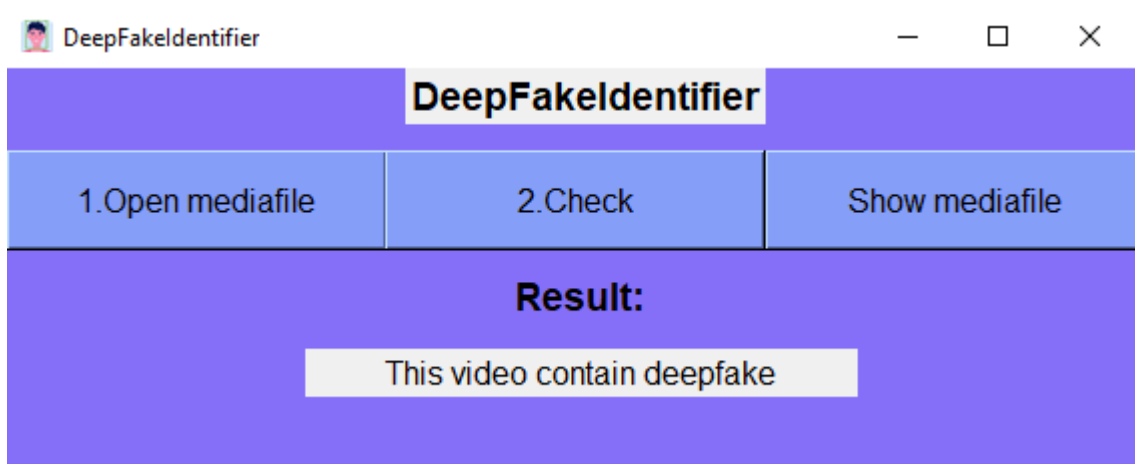 DeepFakeIdentifier
DeepFakeIdentifier
1.Open mediafile 2.Check Show mediafile
Result:
This video contain deepfake